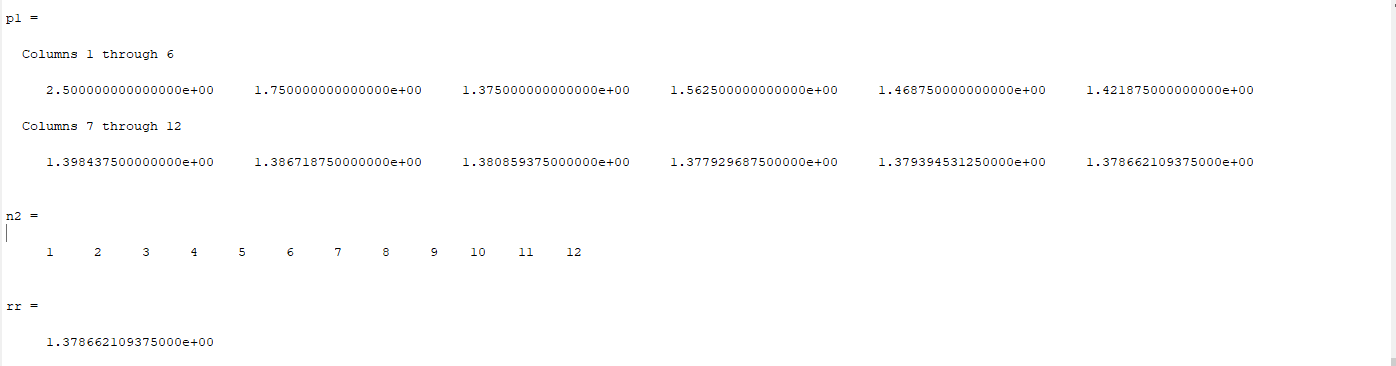 p1 =
Columns 1 through 6
2.500000000000000e+00 1.750000000000000e+00 1.375000000000000e+00 1.562500000000000e+00 1.468750000000000e+00 1.421875000000000e+00
Columns 7 through 12
1.398437500000000e+00 1.386718750000000e+00 1.380859375000000e+00 1.377929687500000e+00 1.379394531250000e+00 1.378662109375000e+00
n2 =
1 2 3 4 5 6 7 8 9 10 11 12
rr =
1.378662109375000e+00